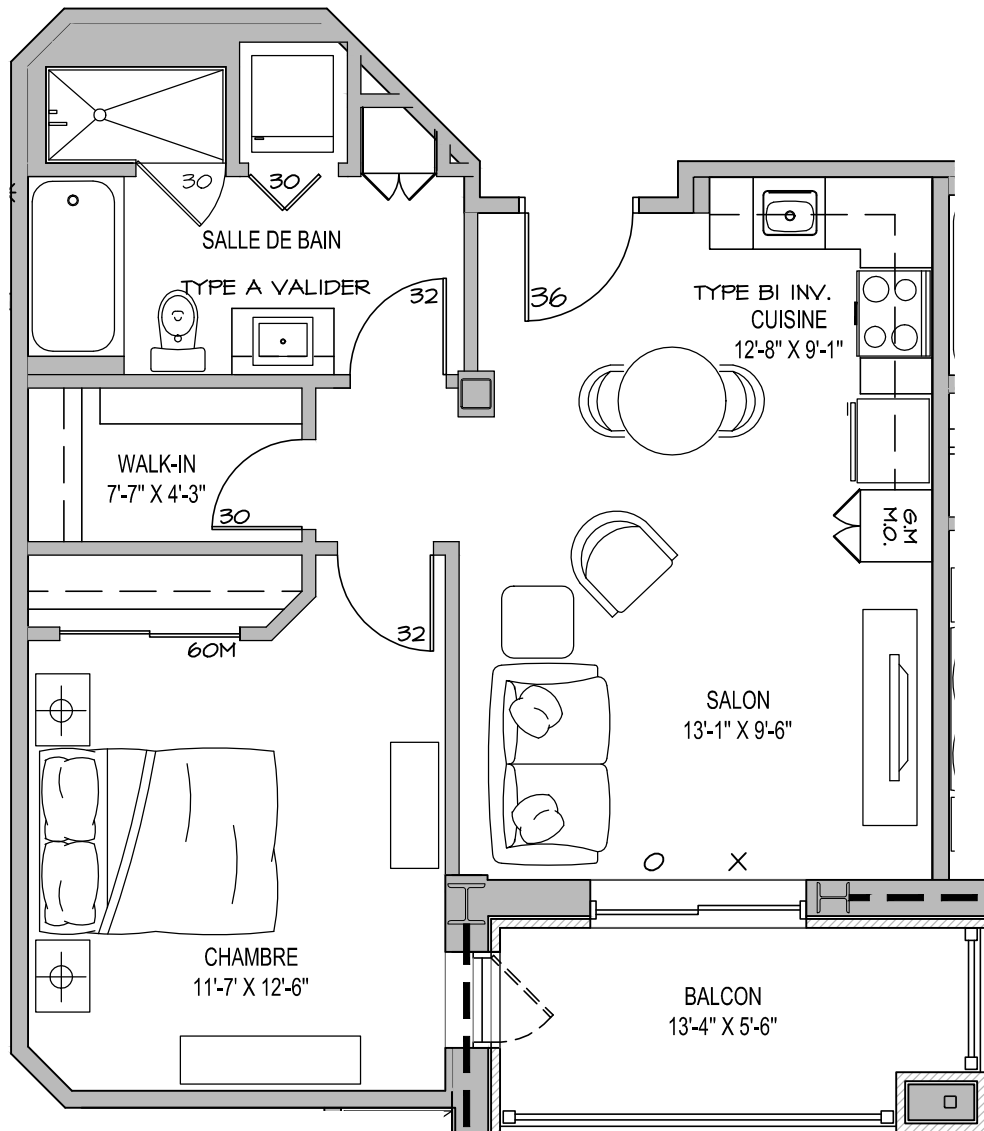 30
30
SALLE DE BAIN
TYPE A VALIDER
32
36
TYPE BI INV.
CUISINE
12'-8" X 9'-1"
WALK-IN
7'-7" X 4'-3"
30
G.M
M.O.
32
60M
SALON
13'-1" X 9'-6"
O X
CHAMBRE
11'-7' X 12'-6"
BALCON
13'-4" X 5'-6"